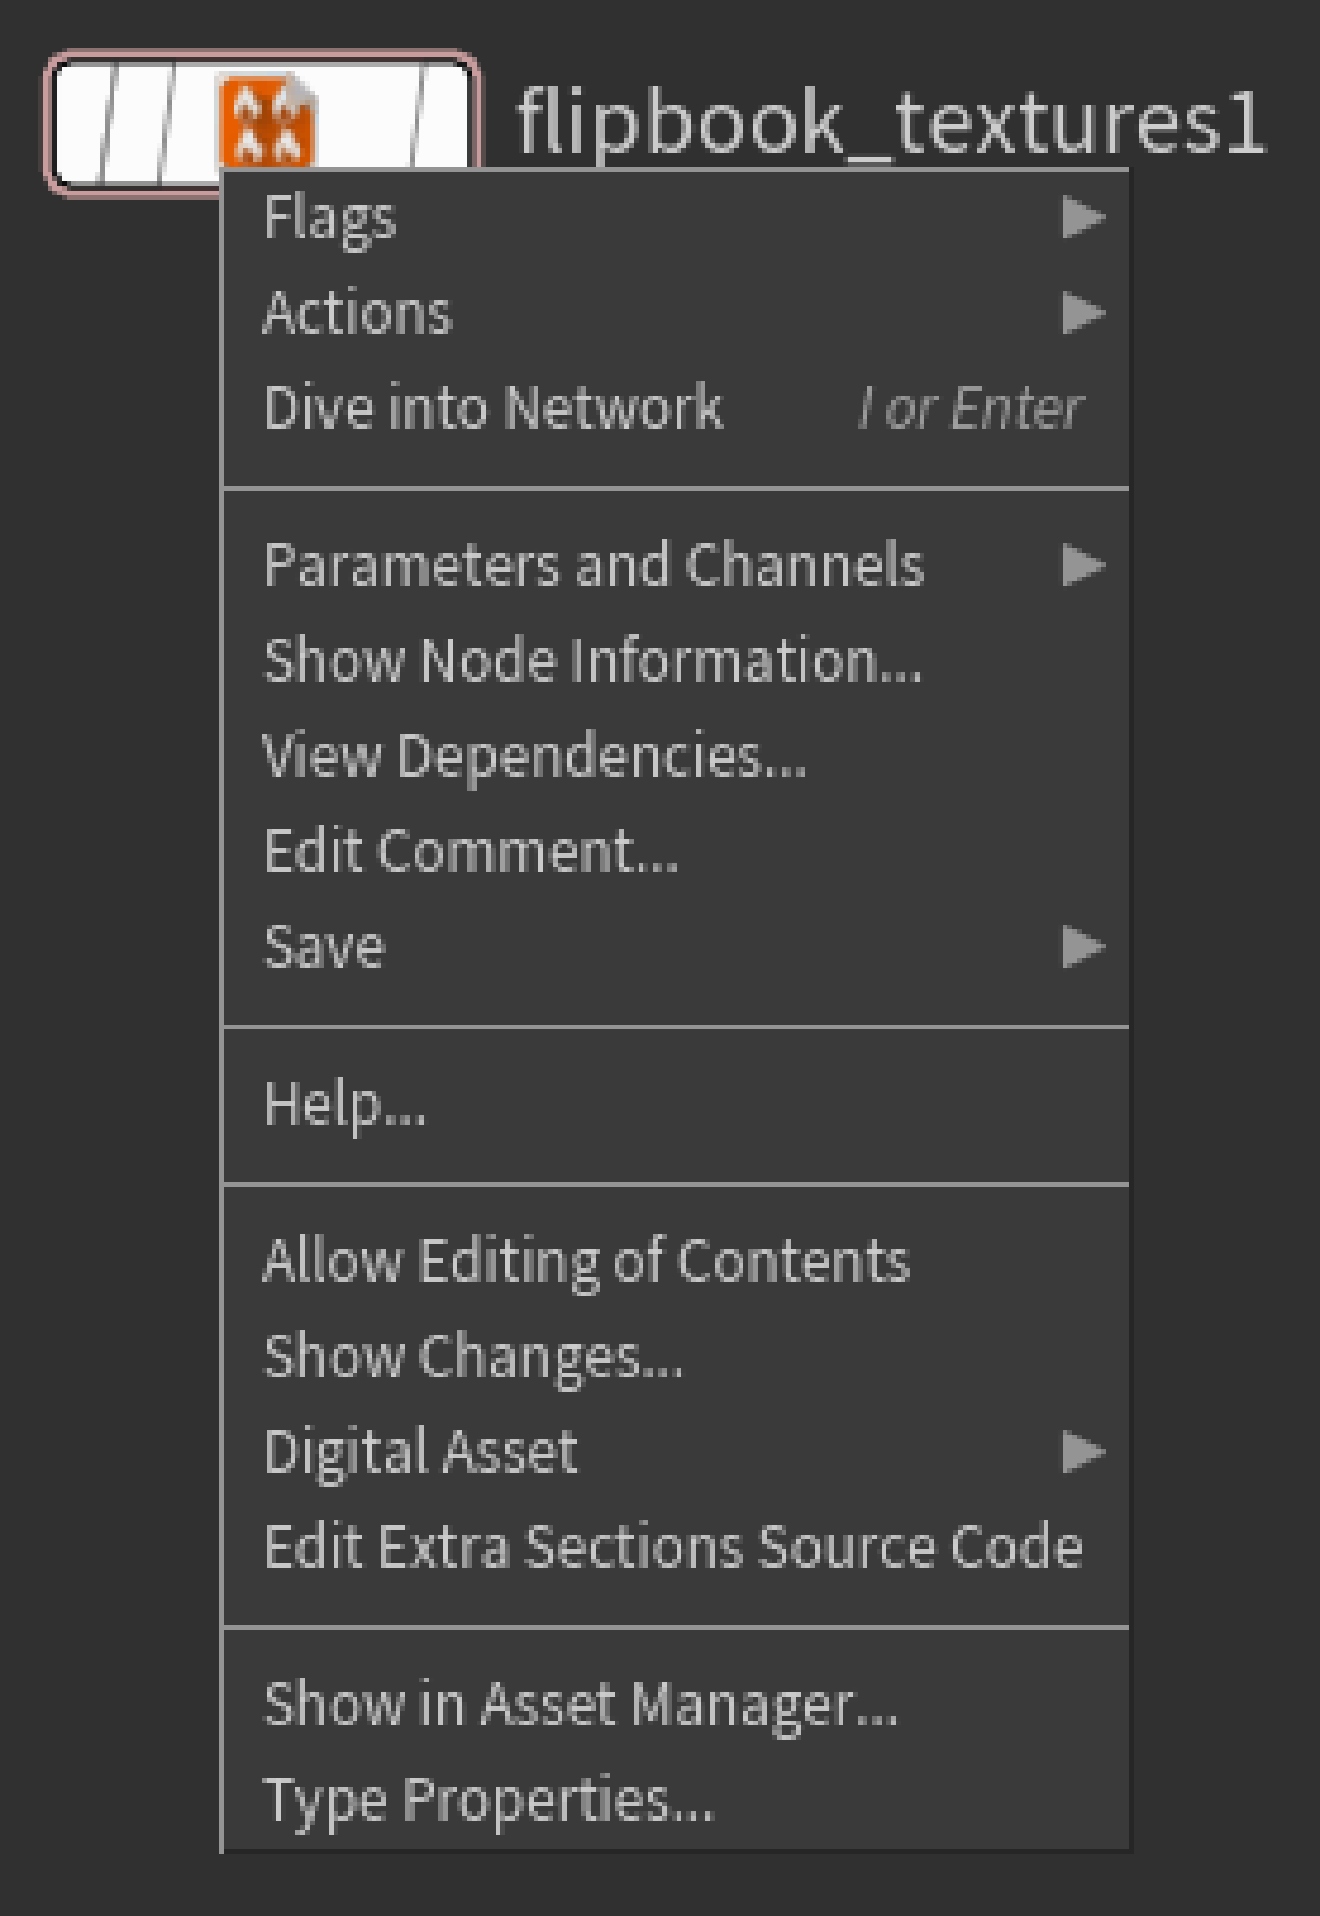 flipbook_textures1
Flags
Actions
Dive into Network I or Enter
Parameters and Channels
Show Node Information...
View Dependencies...
Edit Comment...
Save
Help...
Allow Editing of Contents
Show Changes...
Digital Asset
Edit Extra Sections Source Code
Show in Asset Manager...
Type Properties...